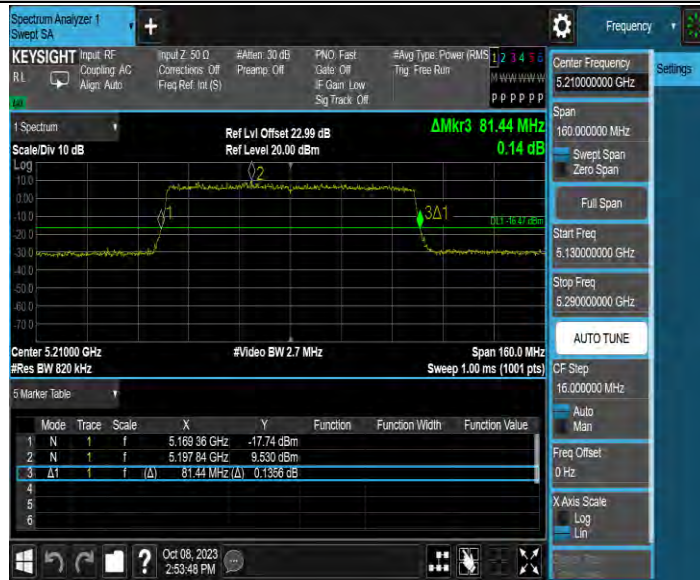 Spectrum Analyzer 1
Swept SA
+
Frequency
KEYSIGHT
RL
Input: RF
Coupling: AC
Align: Auto
Input Z: 50 Ω
Corrections: Off
Freq Ref: Int (S)
#Atten: 30 dB
Preamp: Off
PNO: Fast
Gate: Off
IF Gain: Low
Sig Track: Off
#Avg Type: Power (RMS
Trig: Free Run
1 2 3 4 5 6
M W W W W W
P P P P P P
Center Frequency
5.210000000 GHz
Settings
Span
160.000000 MHz
Swept Span
Zero Span
Full Span
Start Freq
5.130000000 GHz
Stop Freq
5.290000000 GHz
AUTO TUNE
CF Step
16.000000 MHz
Auto
Man
Freq Offset
0 Hz
X Axis Scale
Log
Lin
1 Spectrum
Scale/Div 10 dB
Ref Lvl Offset 22.99 dB
Ref Level 20.00 dBm
ΔMkr3 81.44 MHz
0.14 dB
Log
10.0
0.00
-10.0
-20.0
-30.0
-40.0
-50.0
-60.0
-70.0
1
2
3Δ1
DL1 -16.47 dBm
Center 5.21000 GHz
#Res BW 820 kHz
#Video BW 2.7 MHz
Span 160.0 MHz
Sweep 1.00 ms (1001 pts)
5 Marker Table
Mode Trace Scale X Y Function Function Width Function Value
1 N 1 f 5.169 36 GHz -17.74 dBm
2 N 1 f 5.197 84 GHz 9.530 dBm
3 Δ1 1 f (Δ) 81.44 MHz (Δ) 0.1356 dB
4
5
6
?
Oct 08, 2023
2:53:48 PM